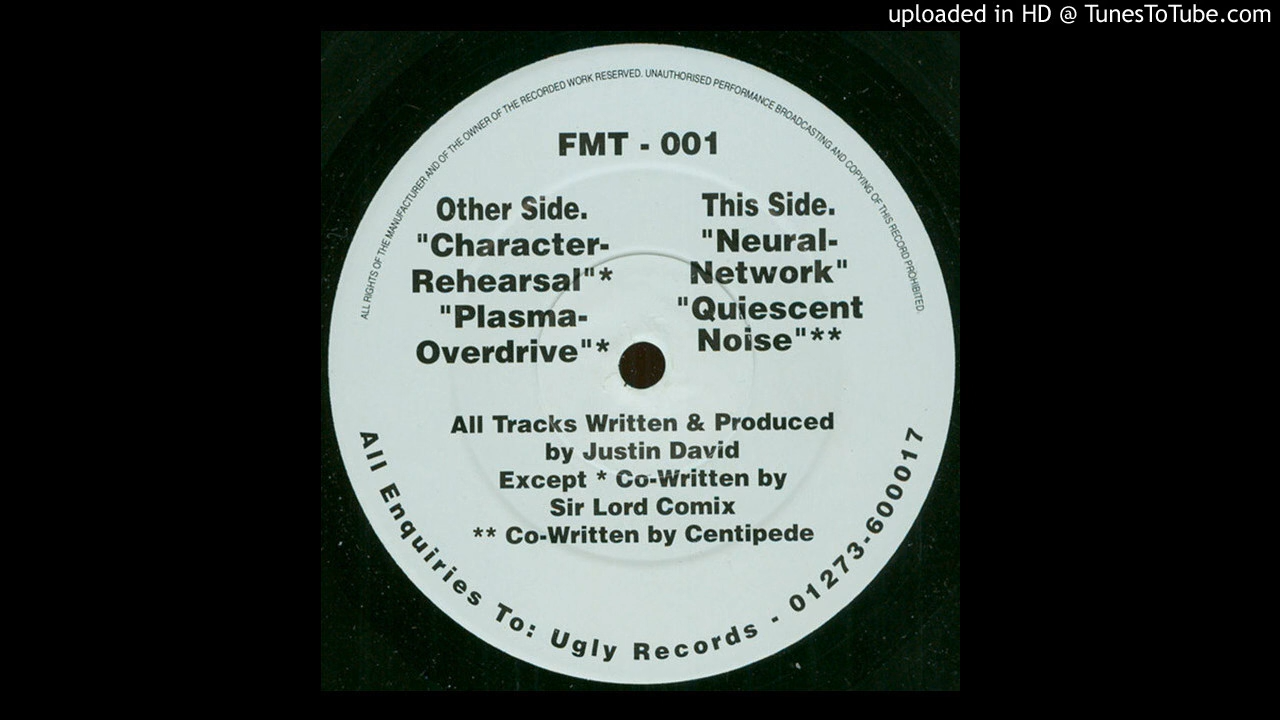 uploaded in HD @ TunesToTube.com
ALL RIGHTS OF THE MANUFACTURER AND OF THE OWNER OF THE RECORDED WORK RESERVED. UNAUTHORISED PERFORMANCE BROADCASTING AND COPYING OF THIS RECORD PROHIBITED.
FMT - 001
Other Side.
"Character-
Rehearsal"*
"Plasma-
Overdrive"*
This Side.
"Neural-
Network"
"Quiescent
Noise"**
All Tracks Written & Produced
by Justin David
Except * Co-Written by
Sir Lord Comix
** Co-Written by Centipede
All Enquiries To: Ugly Records - 01273-600017